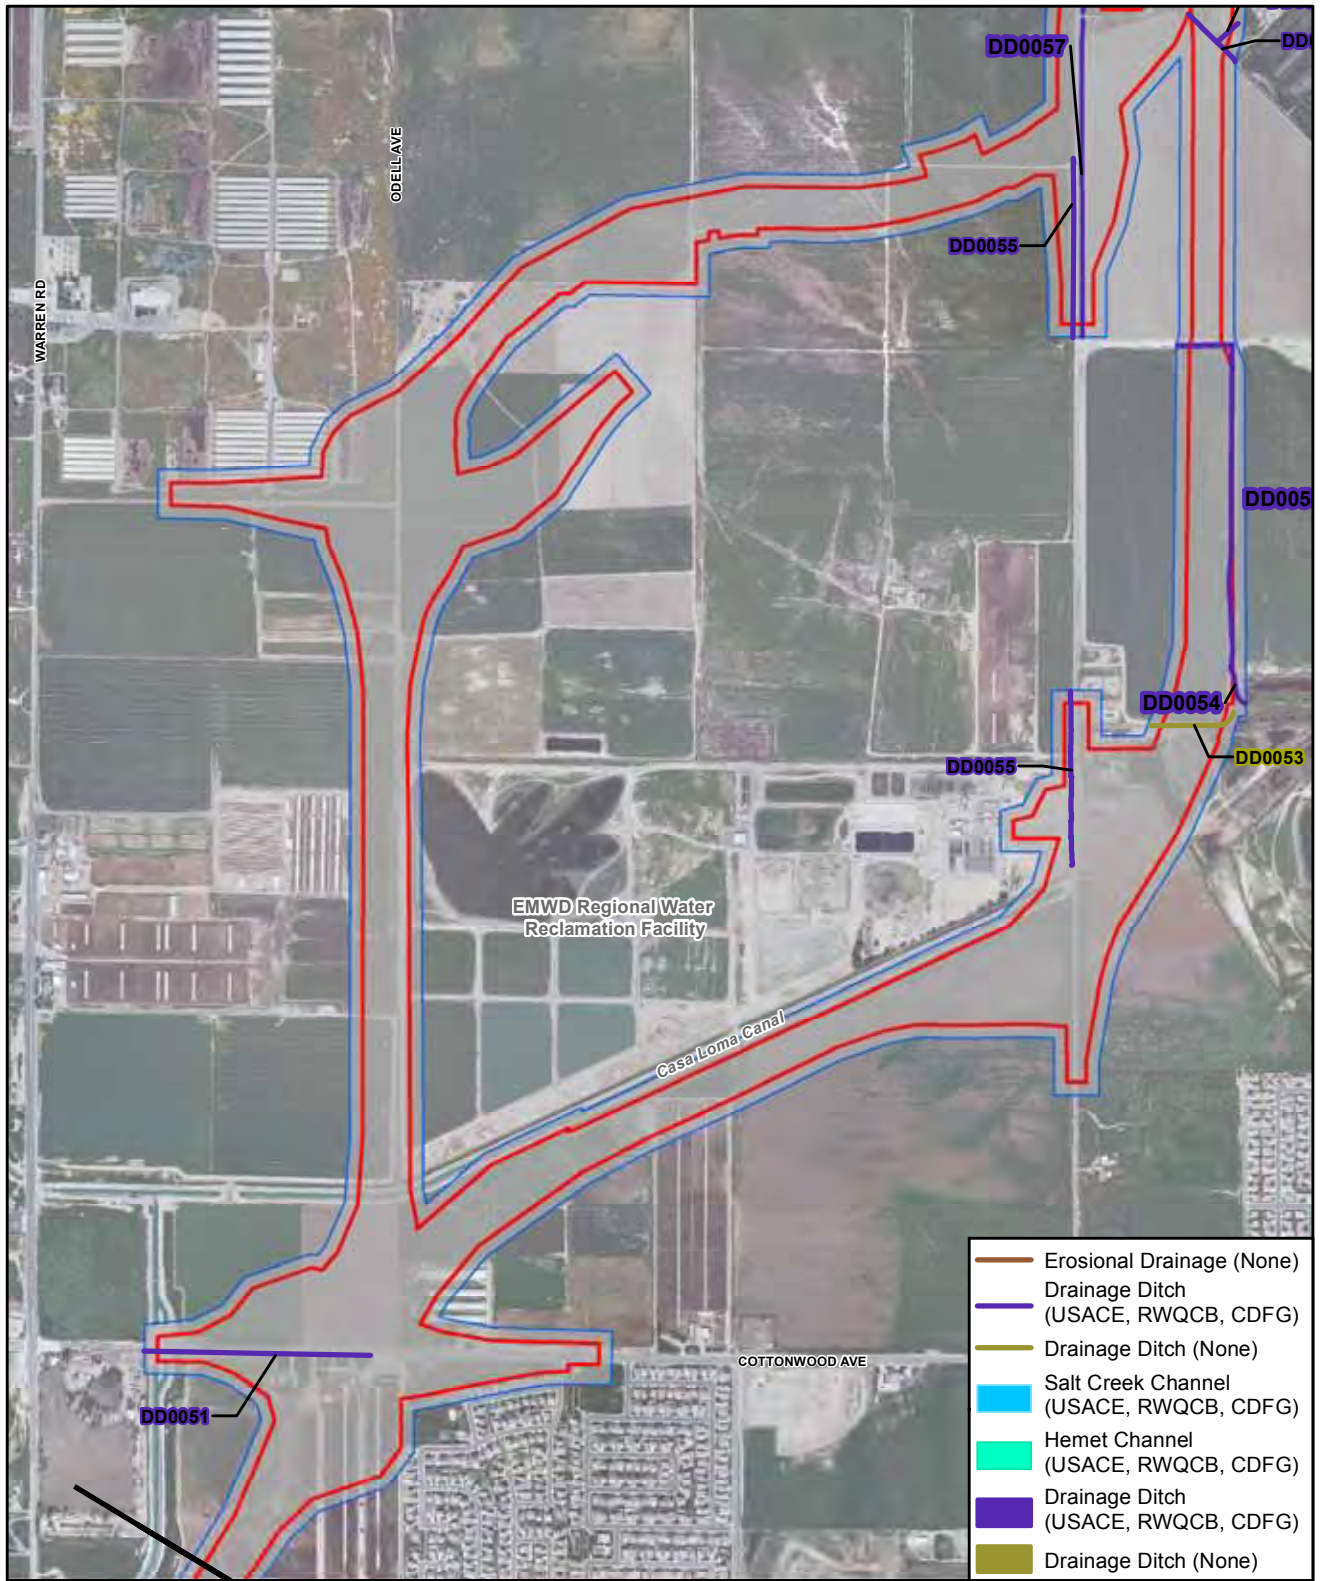 DD0057
ODELL AVE
DD0055
WARREN RD
DD005
DD0054
DD0055
DD0053
EMWD Regional Water
Reclamation Facility
Casa Loma Canal
COTTONWOOD AVE
DD0051
Erosional Drainage (None)
Drainage Ditch
(USACE, RWQCB, CDFG)
Drainage Ditch (None)
Salt Creek Channel
(USACE, RWQCB, CDFG)
Hemet Channel
(USACE, RWQCB, CDFG)
Drainage Ditch
(USACE, RWQCB, CDFG)
Drainage Ditch (None)